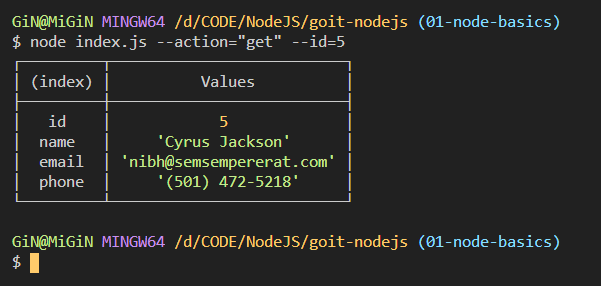 GiN@MiGiN MINGW64 /d/CODE/NodeJS/goit-nodejs (01-node-basics)
$ node index.js --action="get" --id=5
(index) Values
id 5
name 'Cyrus Jackson'
email 'nibh@semsempererat.com'
phone '(501) 472-5218'
GiN@MiGiN MINGW64 /d/CODE/NodeJS/goit-nodejs (01-node-basics)
$